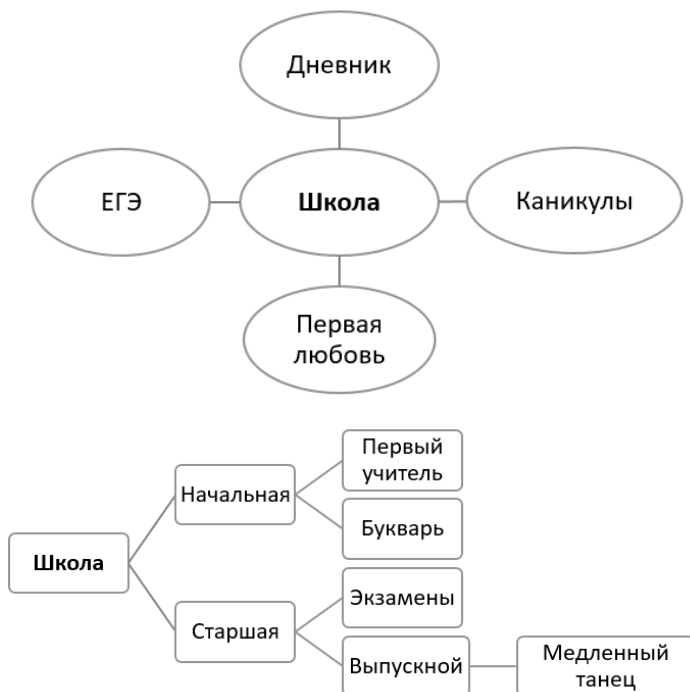 Дневник
ЕГЭ
Школа
Каникулы
Первая
любовь
Первый
учитель
Начальная
Букварь
Школа
Экзамены
Старшая
Выпускной
Медленный
танец